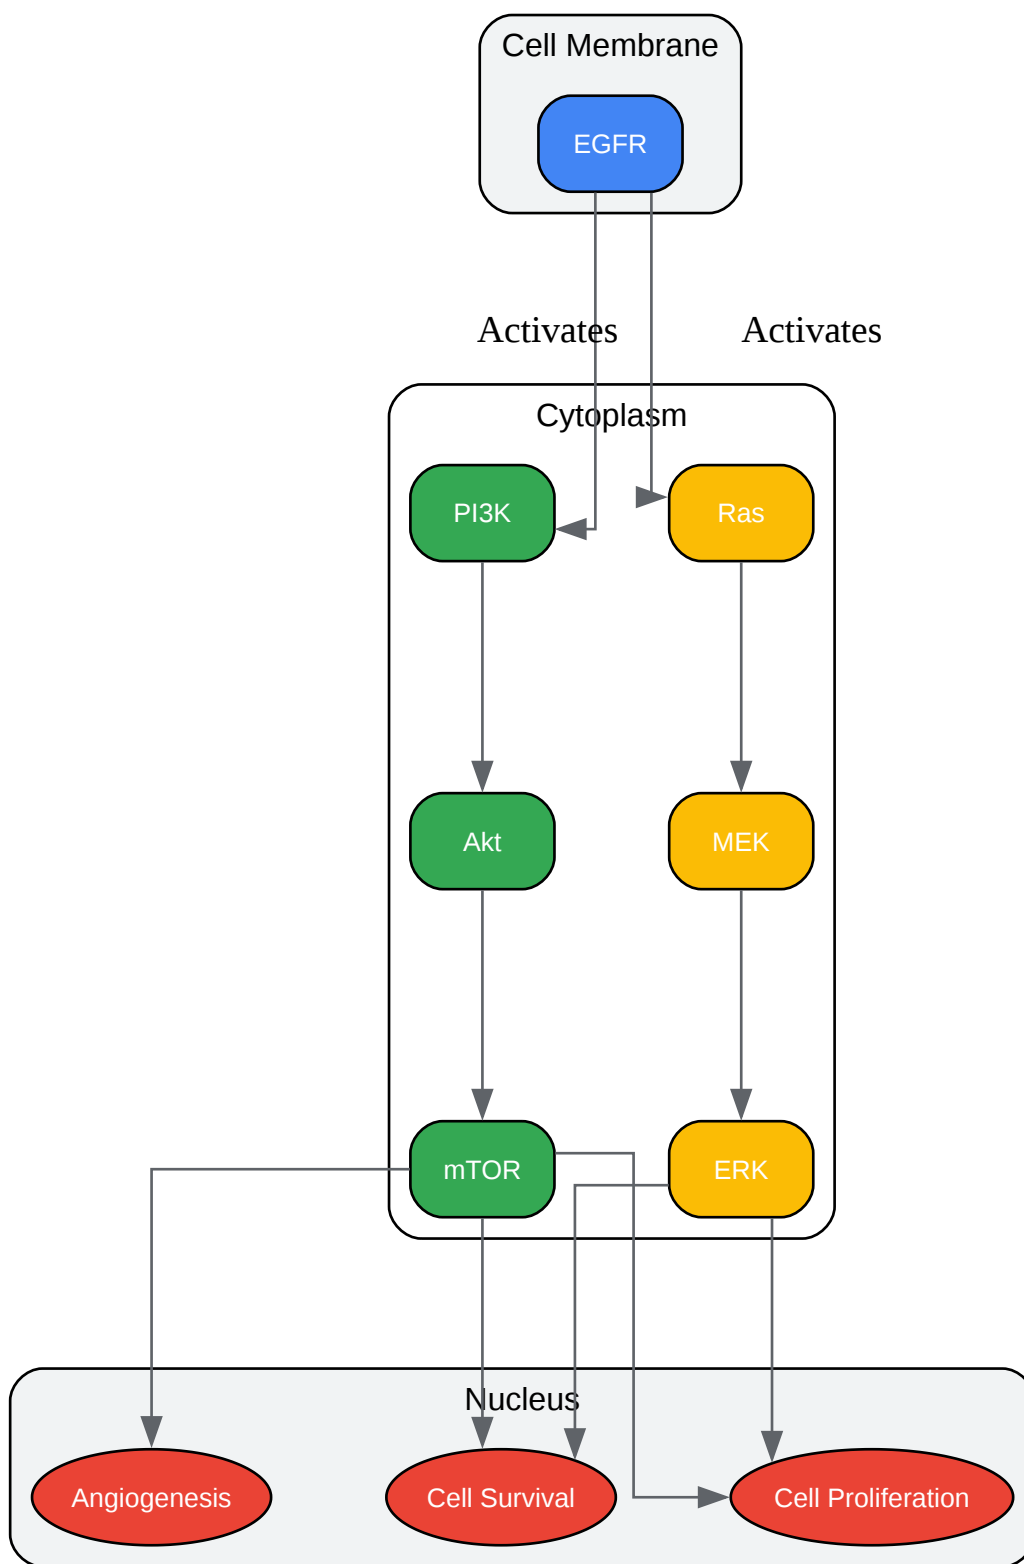 Cell Membrane
EGFR
Activates
Activates
Cytoplasm
PI3K
Ras
Akt
MEK
mTOR
ERK
Nucleus
Angiogenesis
Cell Survival
Cell Proliferation